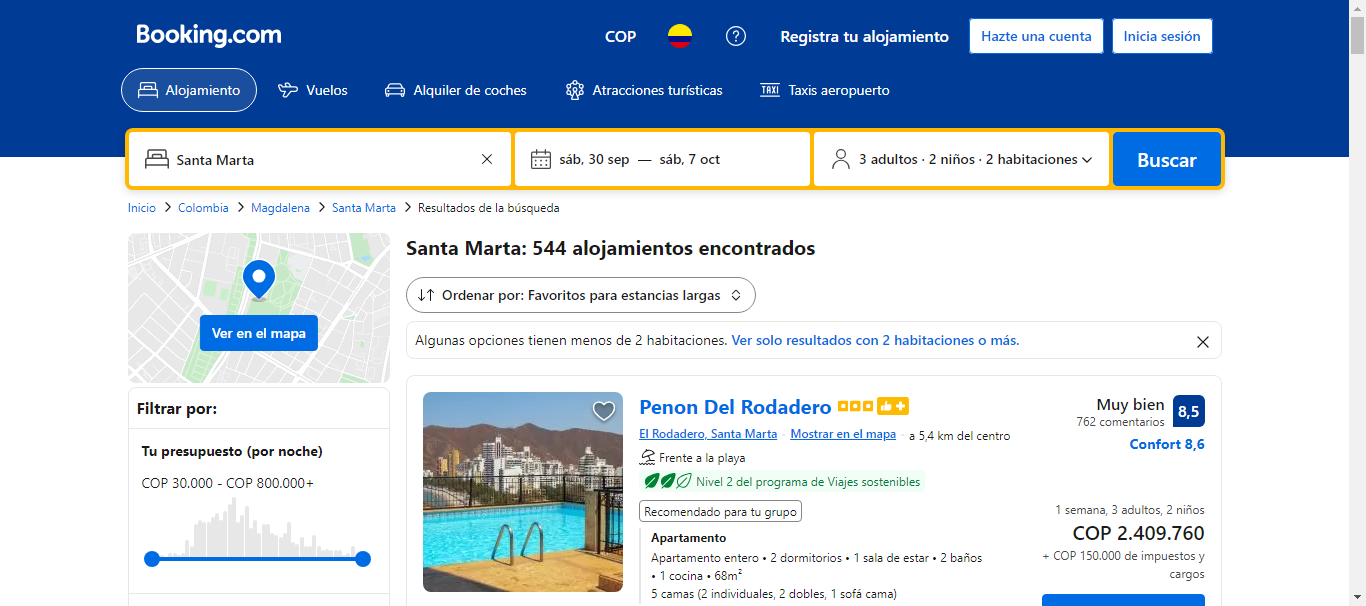 Booking.com
COP
Registra tu alojamiento
Hazte una cuenta
Inicia sesión
Alojamiento
Vuelos
Alquiler de coches
Atracciones turísticas
TAXI
Taxis aeropuerto
Santa Marta
sáb, 30 sep — sáb, 7 oct
3 adultos · 2 niños · 2 habitaciones
Buscar
Inicio > Colombia > Magdalena > Santa Marta > Resultados de la búsqueda
Ver en el mapa
Filtrar por:
Tu presupuesto (por noche)
COP 30.000 - COP 800.000+
Santa Marta: 544 alojamientos encontrados
Ordenar por: Favoritos para estancias largas
Algunas opciones tienen menos de 2 habitaciones. Ver solo resultados con 2 habitaciones o más.
Penon Del Rodadero
El Rodadero, Santa Marta · Mostrar en el mapa · a 5,4 km del centro
Frente a la playa
Nivel 2 del programa de Viajes sostenibles
Recomendado para tu grupo
Apartamento
Apartamento entero • 2 dormitorios • 1 sala de estar • 2 baños
• 1 cocina • 68m²
5 camas (2 individuales, 2 dobles, 1 sofá cama)
Muy bien
762 comentarios
8,5
Confort 8,6
1 semana, 3 adultos, 2 niños
COP 2.409.760
+ COP 150.000 de impuestos y
cargos